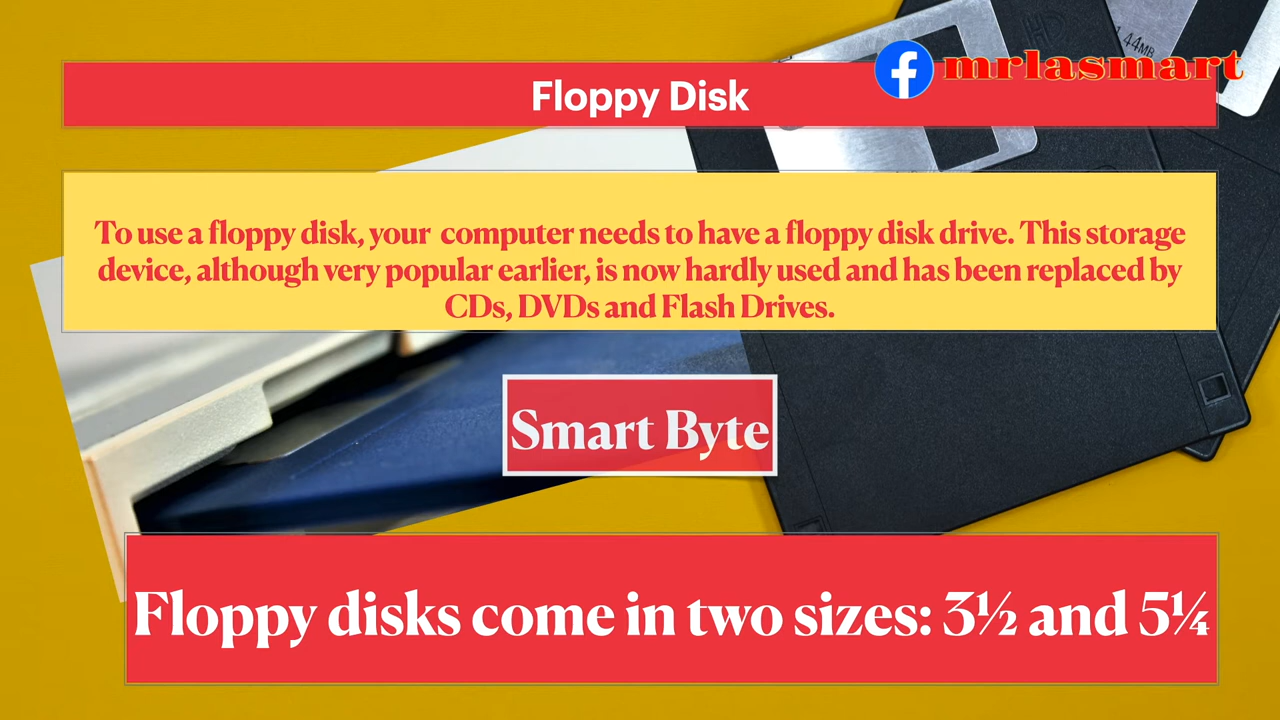 mrlasmart
Floppy Disk
1.44MB
To use a floppy disk, your  computer needs to have a floppy disk drive. This storage
device, although very popular earlier, is now hardly used and has been replaced by
CDs, DVDs and Flash Drives.
Smart Byte
Floppy disks come in two sizes: 3½ and 5¼